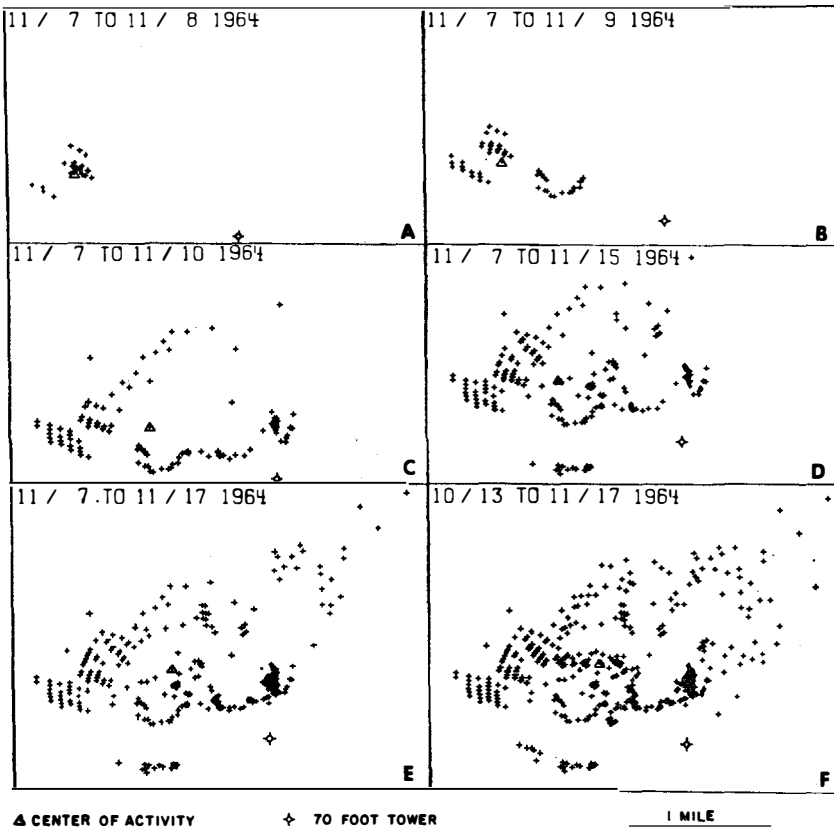 11 / 7 TO 11 / 8 1964
11 / 7 TO 11 / 9 1964
A
B
11 / 7 TO 11 / 10 1964
11 / 7 TO 11 / 15 1964
C
D
11 / 7 . TO 11 / 17 1964
10 / 13 TO 11 / 17 1964
E
F
CENTER OF ACTIVITY
70 FOOT TOWER
1 MILE